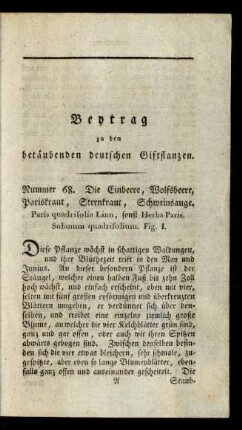 Beytrag
zu den
betäubenden deutschen Giftpflanzen.
Nummer 68. Die Einbeere, Wolfsbeere,
Pariskraut, Sternkraut, Schweinsauge.
Paris quadrifolia Linn, sonst Herba Paris.
Solanum quadrifolium. Fig. I.
Diese Pflanze wächst in schattigen Waldungen,
und ihre Blüthezeit trift in den May und
Junius. An dieser besondern Pflanze ist der
Stängel, welcher einen halben Fuß bis zehn Zoll
hoch wächst, und einfach erscheint, oben mit vier,
selten mit fünf großen eyförmigen und überkreuzten
Blättern umgeben, er verdünnet sich, über den-
selben, und treibet eine einzelne ziemlich große
Blume, an welcher die vier Kelchblätter grün sind,
ganz und gar offen, oder auch wir ihren Spitzen
abwärts gebogen sind. Zwischen denselben befin-
den sich die vier etwas bleichern, sehr schmale, zu-
gespitzte, aber eben so lange Blumenblätter, eben-
falls ganz offen und auseinander gescheitelt. Die
A Staub-